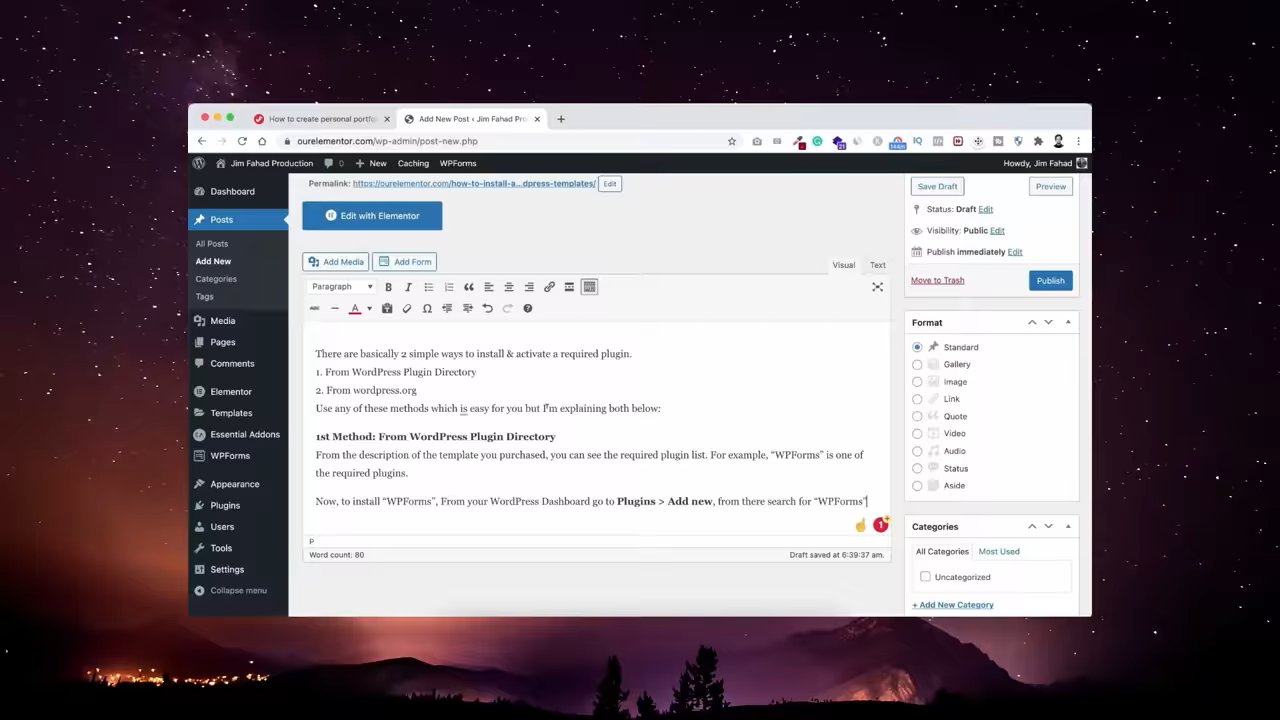 How to create personal portfo
Add New Post ‹ Jim Fahad Pro
ourelementor.com/wp-admin/post-new.php
Jim Fahad Production 0 + New Caching WPForms Howdy, Jim Fahad
Dashboard
Posts
All Posts
Add New
Categories
Tags
Media
Pages
Comments
Elementor
Templates
Essential Addons
WPForms
Appearance
Plugins
Users
Tools
Settings
Collapse menu
Permalink: https://ourelementor.com/how-to-install-a...dpress-templates/ Edit
Edit with Elementor
Add Media Add Form
Visual Text
Paragraph
There are basically 2 simple ways to install & activate a required plugin.
1. From WordPress Plugin Directory
2. From wordpress.org
Use any of these methods which is easy for you but I'm explaining both below:
1st Method: From WordPress Plugin Directory
From the description of the template you purchased, you can see the required plugin list. For example, “WPForms” is one of
the required plugins.
Now, to install “WPForms”, From your WordPress Dashboard go to Plugins > Add new, from there search for “WPForms”
1
P
Word count: 80
Draft saved at 6:39:37 am.
Save Draft Preview
Status: Draft Edit
Visibility: Public Edit
Publish immediately Edit
Move to Trash Publish
Format
Standard
Gallery
Image
Link
Quote
Video
Audio
Status
Aside
Categories
All Categories Most Used
Uncategorized
+ Add New Category